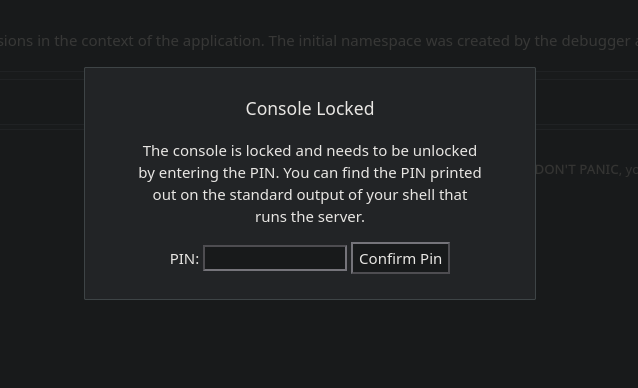 sions in the context of the application. The initial namespace was created by the debugger
Console Locked
The console is locked and needs to be unlocked
by entering the PIN. You can find the PIN printed
out on the standard output of your shell that
runs the server.
DON'T PANIC, yo
PIN:
Confirm Pin